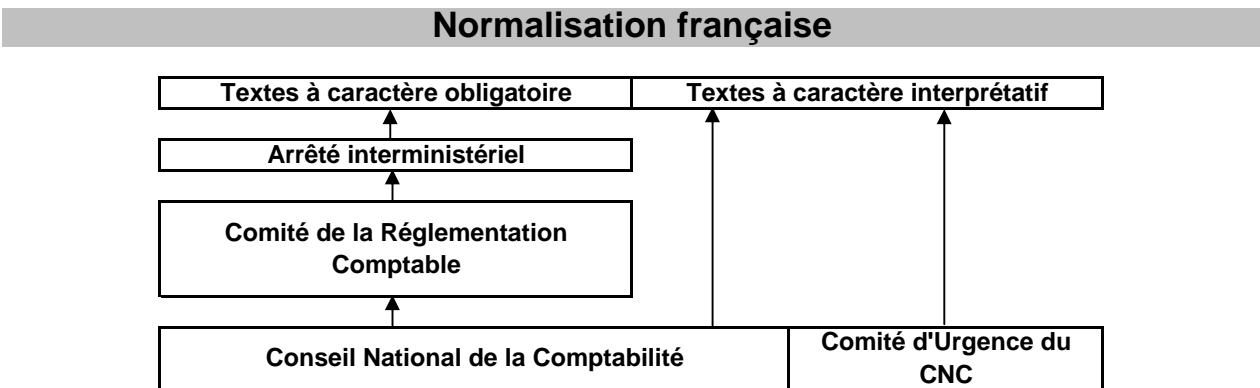 Normalisation française
Textes à caractère obligatoire
Textes à caractère interprétatif
Arrêté interministériel
Comité de la Réglementation
Comptable
Conseil National de la Comptabilité
Comité d'Urgence du
CNC